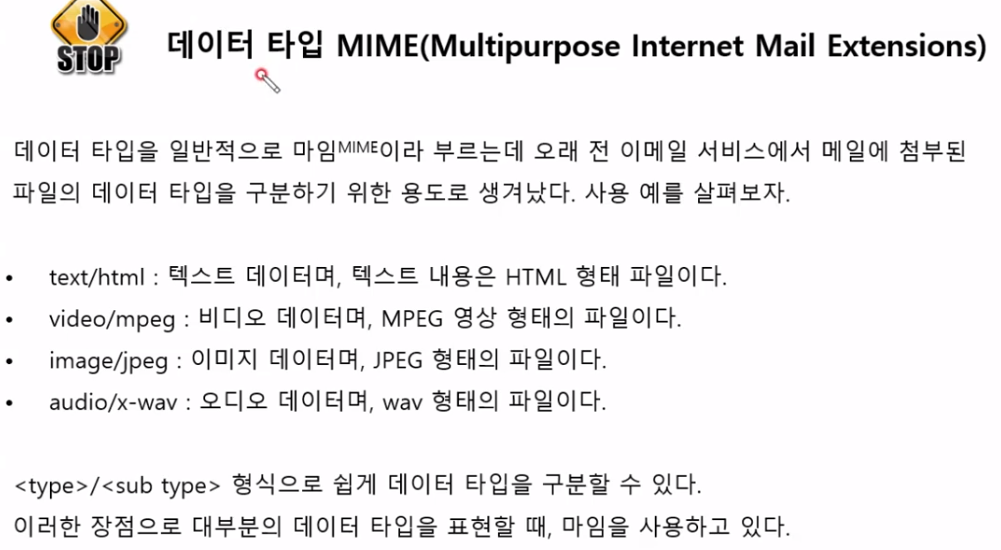 STOP
데이터 타입 MIME(Multipurpose Internet Mail Extensions)
데이터 타입을 일반적으로 마임MIME이라 부르는데 오래 전 이메일 서비스에서 메일에 첨부된
파일의 데이터 타입을 구분하기 위한 용도로 생겨났다. 사용 예를 살펴보자.
• text/html : 텍스트 데이터며, 텍스트 내용은 HTML 형태 파일이다.
• video/mpeg : 비디오 데이터며, MPEG 영상 형태의 파일이다.
• image/jpeg : 이미지 데이터며, JPEG 형태의 파일이다.
• audio/x-wav : 오디오 데이터며, wav 형태의 파일이다.
<type>/<sub type> 형식으로 쉽게 데이터 타입을 구분할 수 있다.
이러한 장점으로 대부분의 데이터 타입을 표현할 때, 마임을 사용하고 있다.